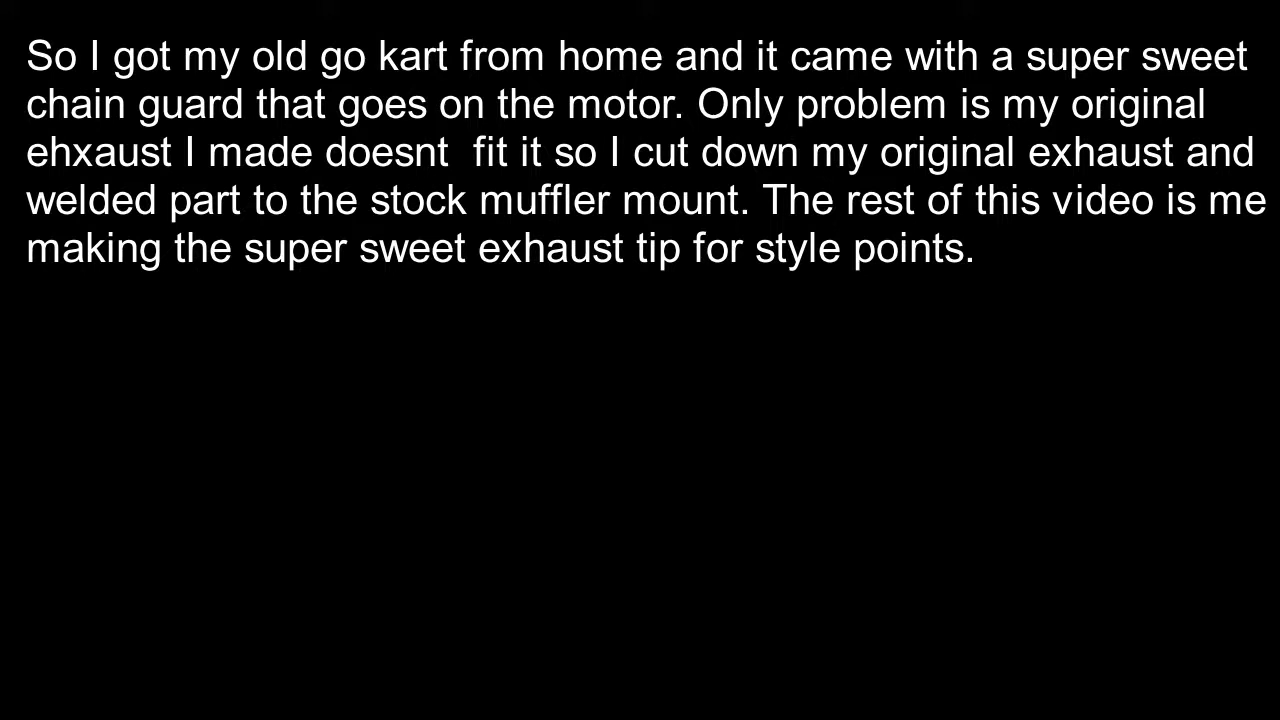 So I got my old go kart from home and it came with a super sweet
chain guard that goes on the motor. Only problem is my original
ehxaust I made doesnt  fit it so I cut down my original exhaust and
welded part to the stock muffler mount. The rest of this video is me
making the super sweet exhaust tip for style points.